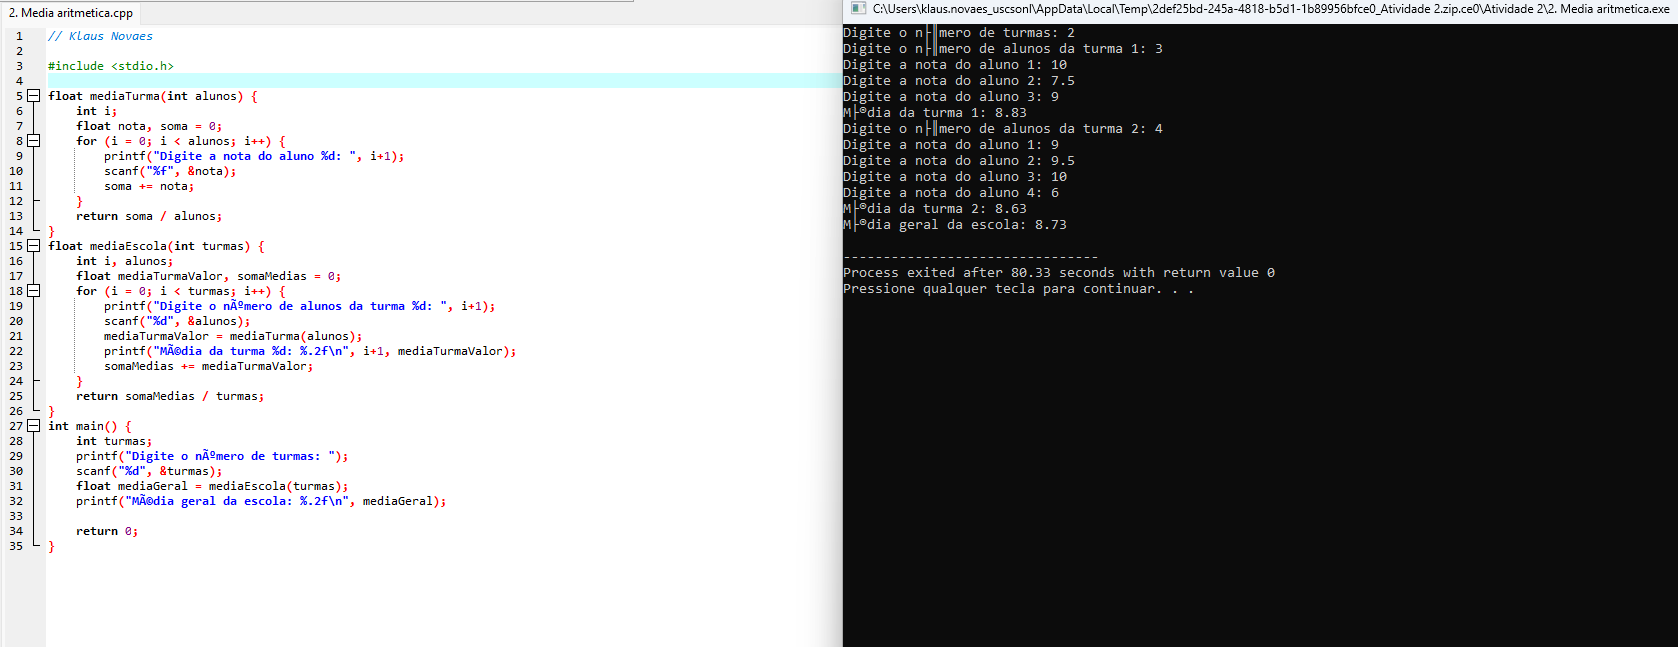 2. Media aritmetica.cpp
1 // Klaus Novaes
2
3 #include <stdio.h>
4
5 float mediaTurma(int alunos) {
6 int i;
7 float nota, soma = 0;
8 for (i = 0; i < alunos; i++) {
9 printf("Digite a nota do aluno %d: ", i+1);
10 scanf("%f", &nota);
11 soma += nota;
12 }
13 return soma / alunos;
14 }
15 float mediaEscola(int turmas) {
16 int i, alunos;
17 float mediaTurmaValor, somaMedias = 0;
18 for (i = 0; i < turmas; i++) {
19 printf("Digite o nÃºmero de alunos da turma %d: ", i+1);
20 scanf("%d", &alunos);
21 mediaTurmaValor = mediaTurma(alunos);
22 printf("MÃ©dia da turma %d: %.2f\n", i+1, mediaTurmaValor);
23 somaMedias += mediaTurmaValor;
24 }
25 return somaMedias / turmas;
26 }
27 int main() {
28 int turmas;
29 printf("Digite o nÃºmero de turmas: ");
30 scanf("%d", &turmas);
31 float mediaGeral = mediaEscola(turmas);
32 printf("MÃ©dia geral da escola: %.2f\n", mediaGeral);
33
34 return 0;
35 }
C:\Users\klaus.novaes_uscsonl\AppData\Local\Temp\2def25bd-245a-4818-b5d1-1b89956bfce0_Atividade 2.zip.ce0\Atividade 2\2. Media aritmetica.exe
Digite o n├║mero de turmas: 2
Digite o n├║mero de alunos da turma 1: 3
Digite a nota do aluno 1: 10
Digite a nota do aluno 2: 7.5
Digite a nota do aluno 3: 9
M├®dia da turma 1: 8.83
Digite o n├║mero de alunos da turma 2: 4
Digite a nota do aluno 1: 9
Digite a nota do aluno 2: 9.5
Digite a nota do aluno 3: 10
Digite a nota do aluno 4: 6
M├®dia da turma 2: 8.63
M├®dia geral da escola: 8.73
--------------------------------
Process exited after 80.33 seconds with return value 0
Pressione qualquer tecla para continuar. . .